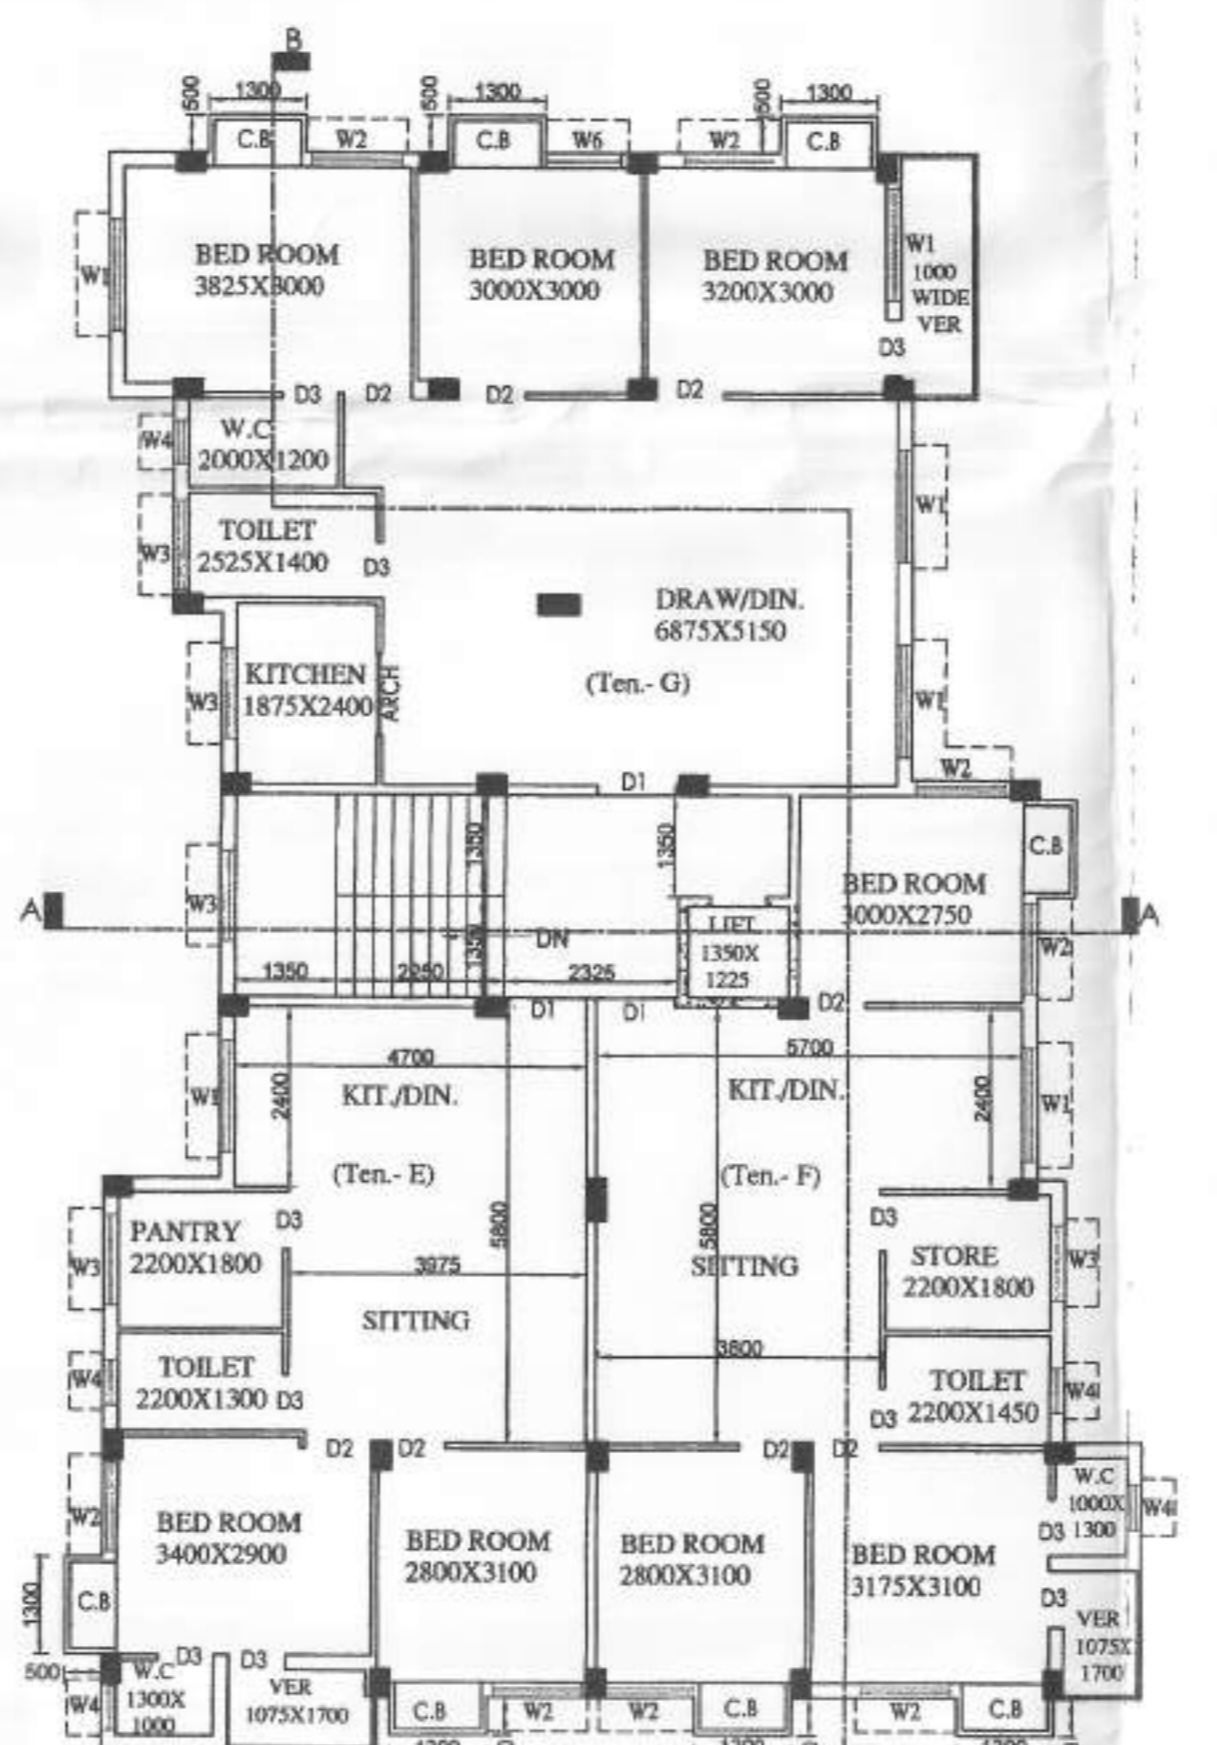 B
500
1300
500
1300
500
1300
C.B
W2
C.B
W6
W2
C.B
W1
BED ROOM
3825X3000
BED ROOM
3000X3000
BED ROOM
3200X3000
W1
1000
WIDE
VER
D3
D3
D2
D2
D2
W4
W.C
2000X1200
W3
TOILET
2525X1400
D3
W1
DRAW/DIN.
6875X5150
(Ten.- G)
W3
KITCHEN
1875X2400
ARCH
W1
D1
W2
1350
1350
C.B
BED ROOM
3000X2750
A
W3
A
DN
1350
LIFT
1350X
1225
W2
1350
2250
2325
D1
D1
D2
4700
5700
W1
2400
KIT./DIN.
KIT./DIN.
2400
W1
(Ten.- E)
(Ten.- F)
PANTRY
2200X1800
D3
5800
5800
D3
W3
3975
SITTING
STORE
2200X1800
W3
SITTING
3800
W4
TOILET
2200X1300
D3
TOILET
2200X1450
D3
W4
D2
D2
D2
D2
W2
BED ROOM
3400X2900
BED ROOM
2800X3100
BED ROOM
2800X3100
BED ROOM
3175X3100
W.C
1000X
1300
D3
W4
1300
C.B
D3
VER
1075X
1700
D3
D3
500
W.C
1300X
1000
W4
VER
1075X1700
C.B
W2
W2
C.B
W2
C.B
1300
1300
1300